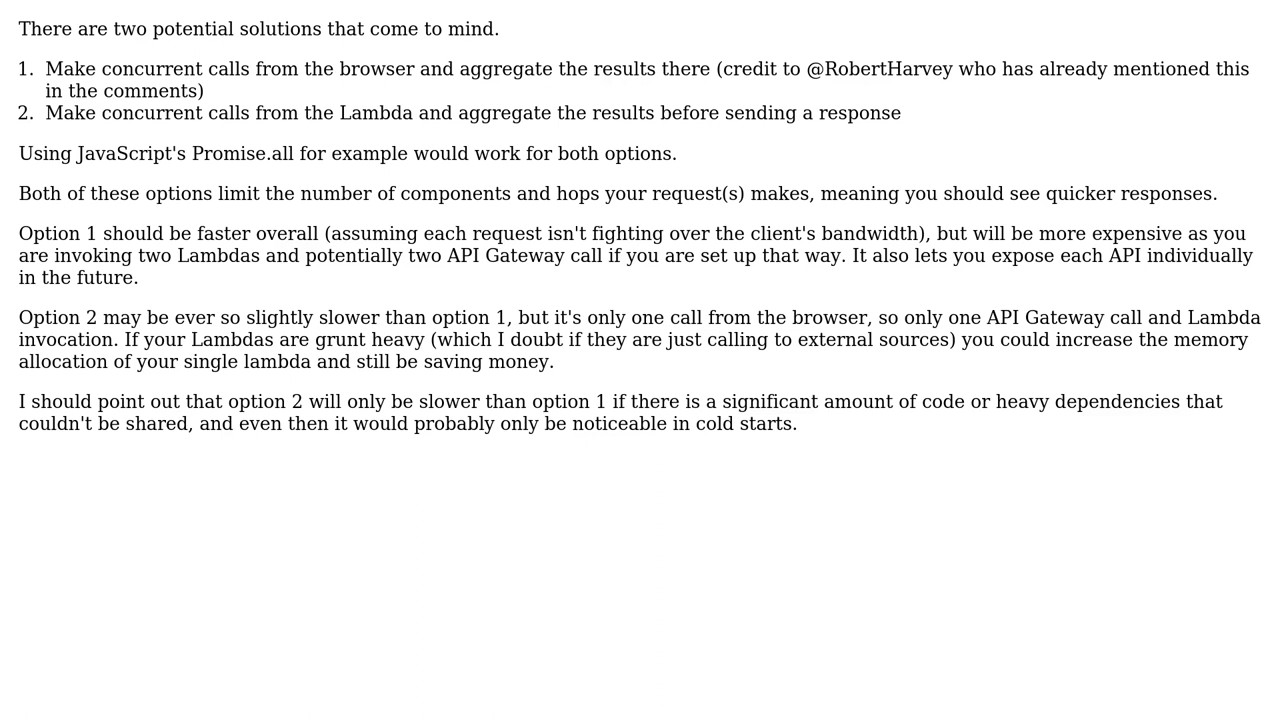 There are two potential solutions that come to mind.
1. Make concurrent calls from the browser and aggregate the results there (credit to @RobertHarvey who has already mentioned this
in the comments)
2. Make concurrent calls from the Lambda and aggregate the results before sending a response
Using JavaScript's Promise.all for example would work for both options.
Both of these options limit the number of components and hops your request(s) makes, meaning you should see quicker responses.
Option 1 should be faster overall (assuming each request isn't fighting over the client's bandwidth), but will be more expensive as you
are invoking two Lambdas and potentially two API Gateway call if you are set up that way. It also lets you expose each API individually
in the future.
Option 2 may be ever so slightly slower than option 1, but it's only one call from the browser, so only one API Gateway call and Lambda
invocation. If your Lambdas are grunt heavy (which I doubt if they are just calling to external sources) you could increase the memory
allocation of your single lambda and still be saving money.
I should point out that option 2 will only be slower than option 1 if there is a significant amount of code or heavy dependencies that
couldn't be shared, and even then it would probably only be noticeable in cold starts.